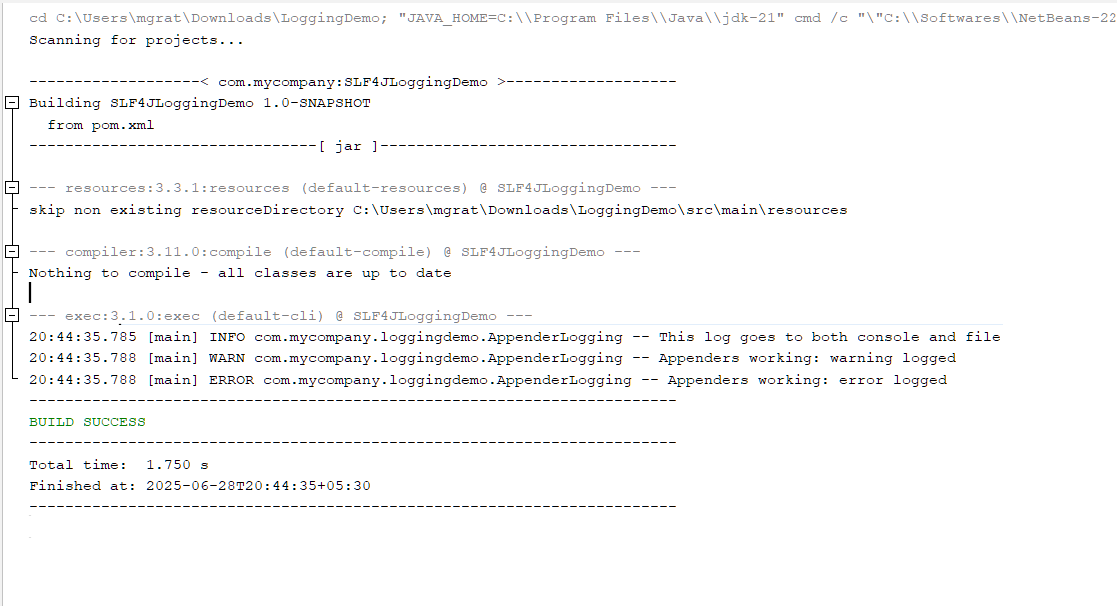 cd C:\Users\mgrat\Downloads\LoggingDemo; "JAVA_HOME=C:\\Program Files\\Java\\jdk-21" cmd /c "\"C:\\Softwares\\NetBeans-22
Scanning for projects...
-------------------< com.mycompany:SLF4JLoggingDemo >-------------------
Building SLF4JLoggingDemo 1.0-SNAPSHOT
  from pom.xml
--------------------------------[ jar ]---------------------------------
--- resources:3.3.1:resources (default-resources) @ SLF4JLoggingDemo ---
skip non existing resourceDirectory C:\Users\mgrat\Downloads\LoggingDemo\src\main\resources
--- compiler:3.11.0:compile (default-compile) @ SLF4JLoggingDemo ---
Nothing to compile - all classes are up to date
--- exec:3.1.0:exec (default-cli) @ SLF4JLoggingDemo ---
20:44:35.785 [main] INFO com.mycompany.loggingdemo.AppenderLogging -- This log goes to both console and file
20:44:35.788 [main] WARN com.mycompany.loggingdemo.AppenderLogging -- Appenders working: warning logged
20:44:35.788 [main] ERROR com.mycompany.loggingdemo.AppenderLogging -- Appenders working: error logged
------------------------------------------------------------------------
BUILD SUCCESS
------------------------------------------------------------------------
Total time:  1.750 s
Finished at: 2025-06-28T20:44:35+05:30
------------------------------------------------------------------------